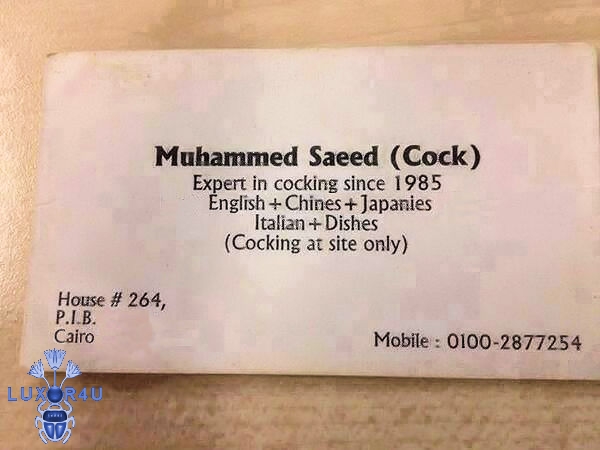 Muhammed Saeed (Cock)
Expert in cocking since 1985
English + Chines + Japanies
Italian + Dishes
(Cocking at site only)
House # 264,
P.I.B.
Cairo
Mobile : 0100-2877254
LUXOR4U